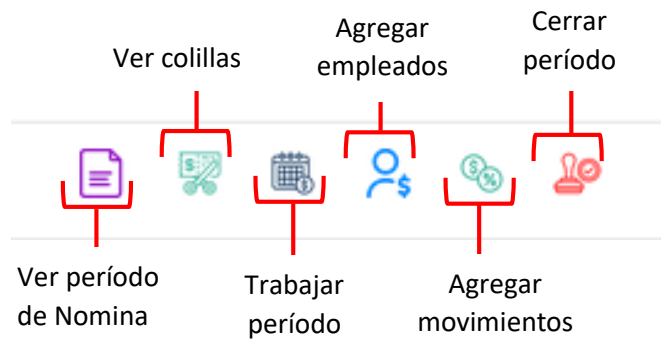 Ver colillas
Agregar
empleados
Cerrar
período
Ver período
de Nomina
Trabajar
período
Agregar
movimientos